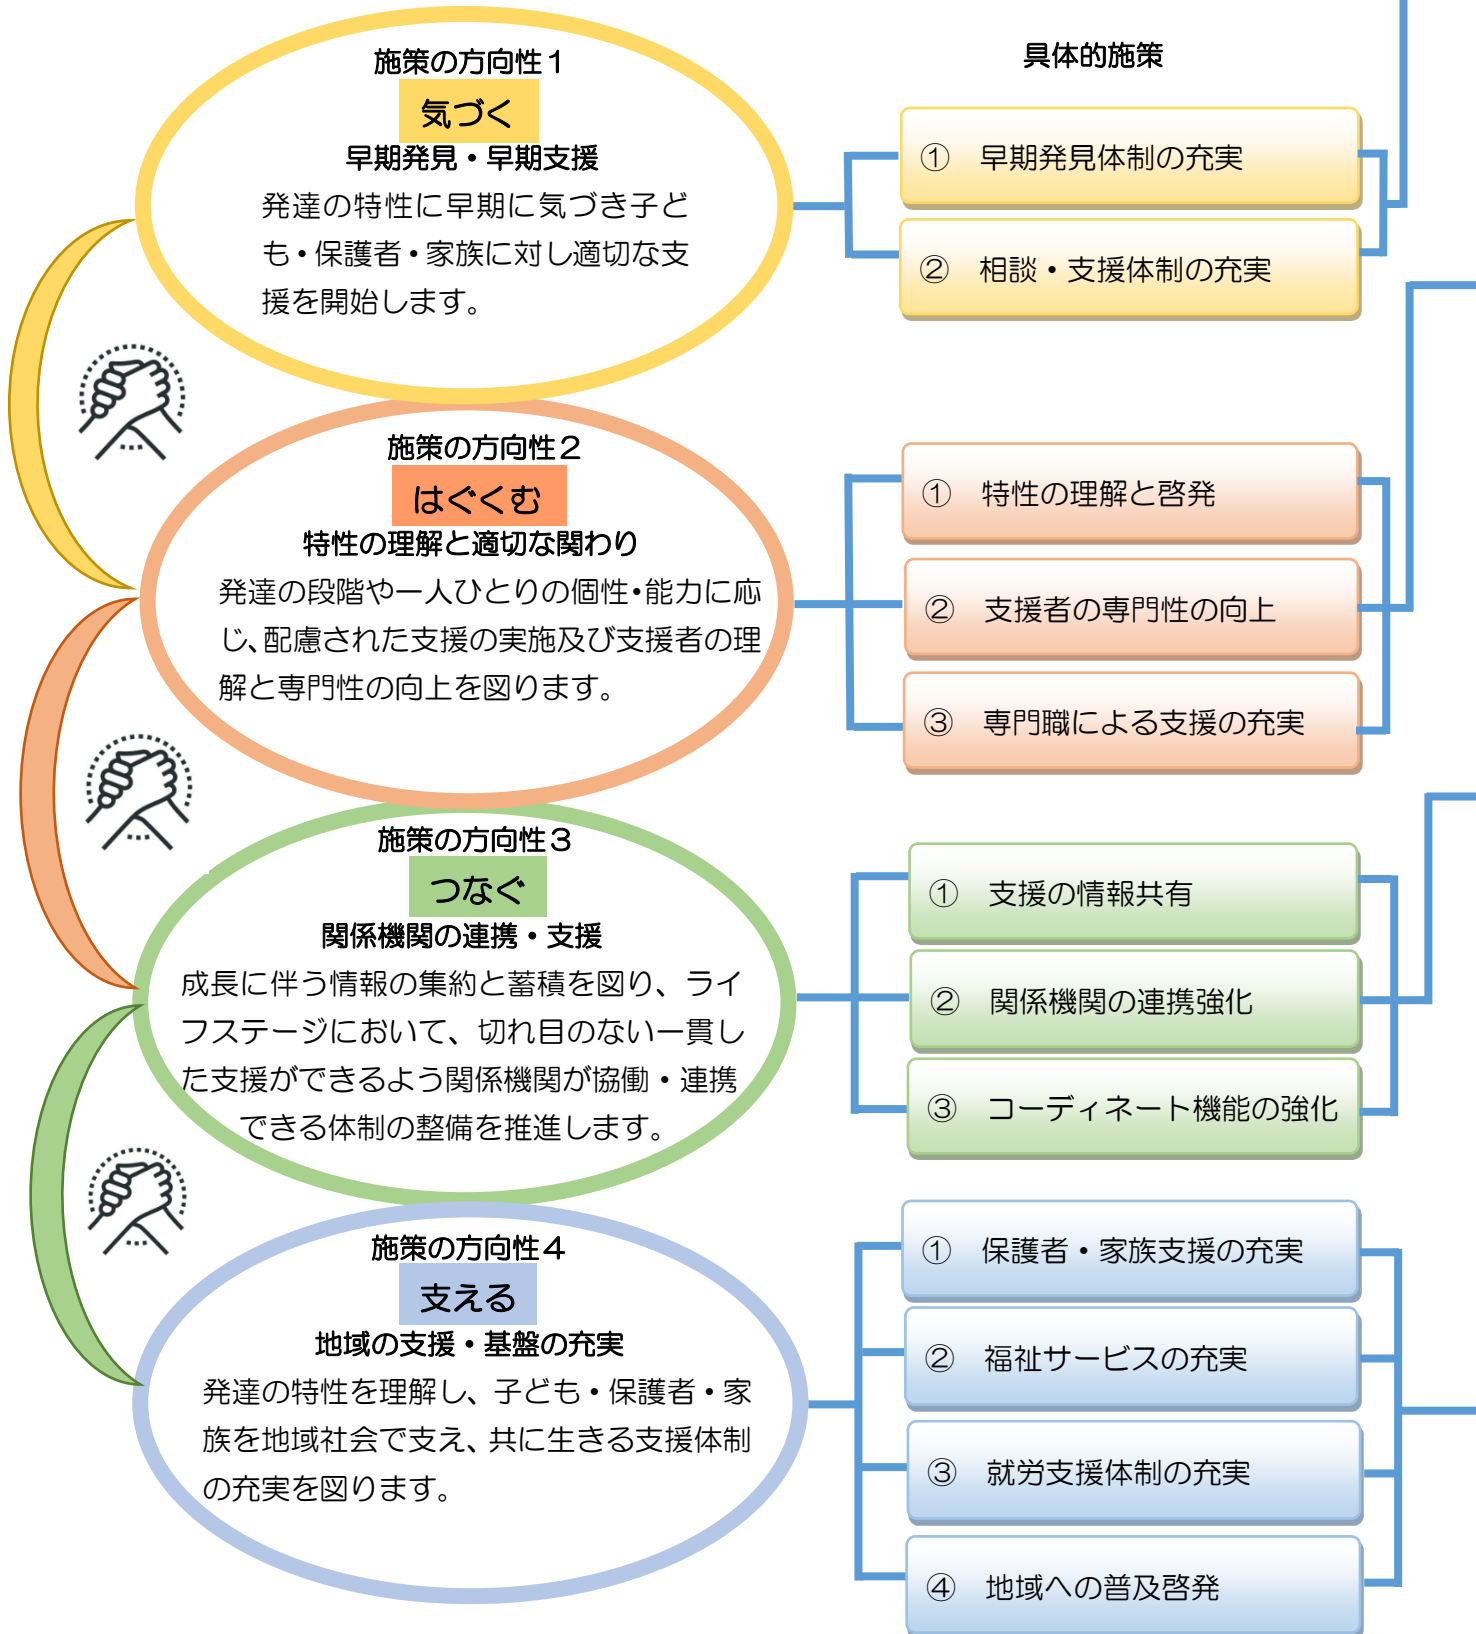 施策の方向性１
気づく
早期発見・早期支援
発達の特性に早期に気づき子ど
も・保護者・家族に対し適切な支
援を開始します。
具体的施策
① 早期発見体制の充実
② 相談・支援体制の充実
施策の方向性２
はぐくむ
特性の理解と適切な関わり
発達の段階や一人ひとりの個性・能力に応
じ、配慮された支援の実施及び支援者の理
解と専門性の向上を図ります。
① 特性の理解と啓発
② 支援者の専門性の向上
③ 専門職による支援の充実
施策の方向性３
つなぐ
関係機関の連携・支援
成長に伴う情報の集約と蓄積を図り、ライ
フステージにおいて、切れ目のない一貫し
た支援ができるよう関係機関が協働・連携
できる体制の整備を推進します。
① 支援の情報共有
② 関係機関の連携強化
③ コーディネート機能の強化
施策の方向性４
支える
地域の支援・基盤の充実
発達の特性を理解し、子ども・保護者・家
族を地域社会で支え、共に生きる支援体制
の充実を図ります。
① 保護者・家族支援の充実
② 福祉サービスの充実
③ 就労支援体制の充実
④ 地域への普及啓発